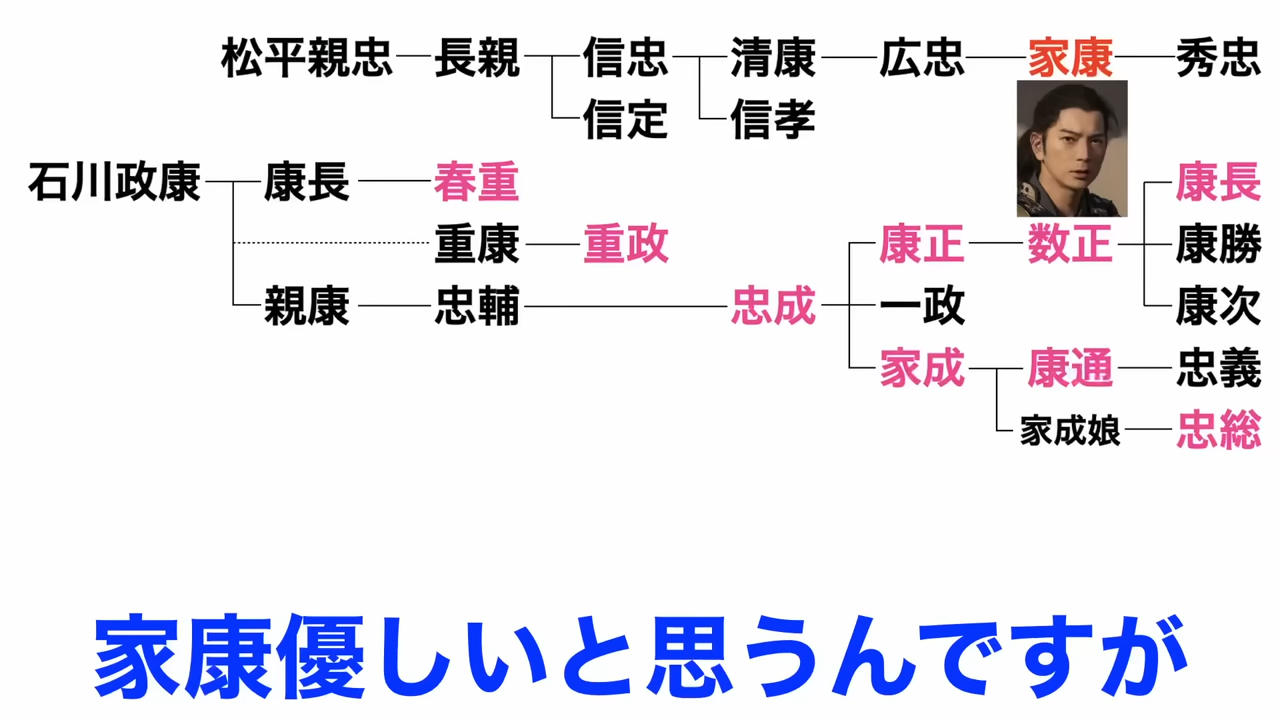 松平親忠 長親 信忠 清康 広忠 家康 秀忠
信定 信孝
石川政康 康長 春重 康長
重康 重政 康正 数正 康勝
親康 忠輔 忠成 一政 康次
家成 康通 忠義
家成娘 忠総
家康優しいと思うんですが